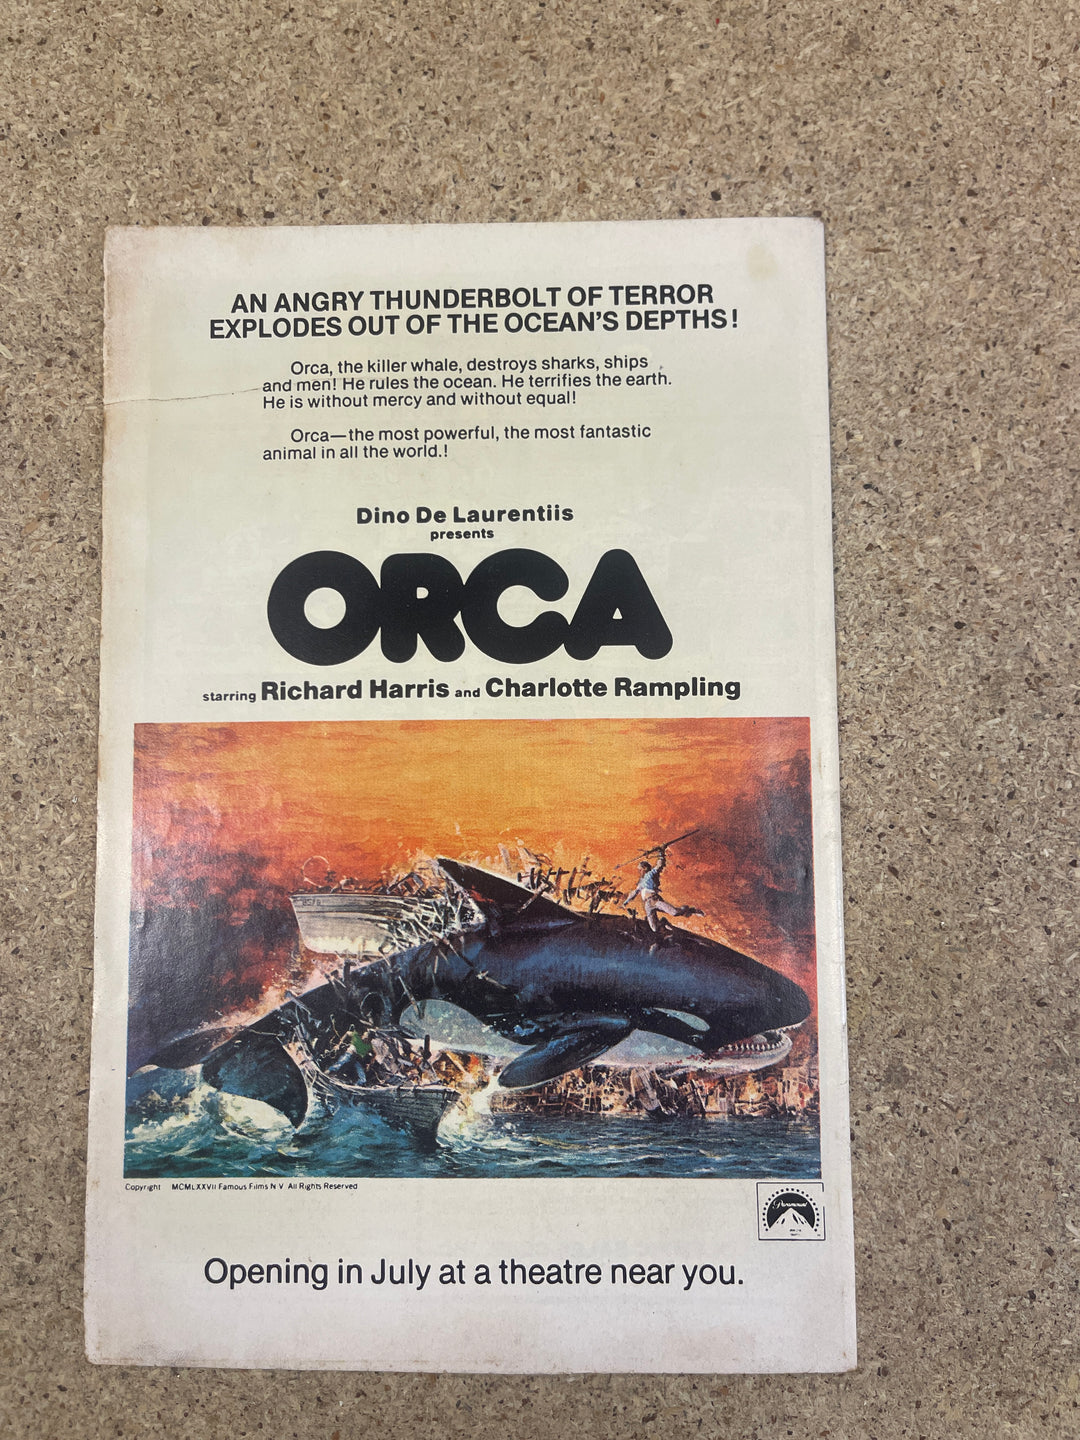 AN ANGRY THUNDERBOLT OF TERROR
EXPLODES OUT OF THE OCEAN'S DEPTHS!
Orca, the killer whale, destroys sharks, ships
and men! He rules the ocean. He terrifies the earth.
He is without mercy and without equal!
Orca—the most powerful, the most fantastic
animal in all the world.!
Dino De Laurentiis
presents
ORCA
starring Richard Harris and Charlotte Rampling
Copyright MCMLXXVII Famous Films N V All Rights Reserved
Paramount
Opening in July at a theatre near you.